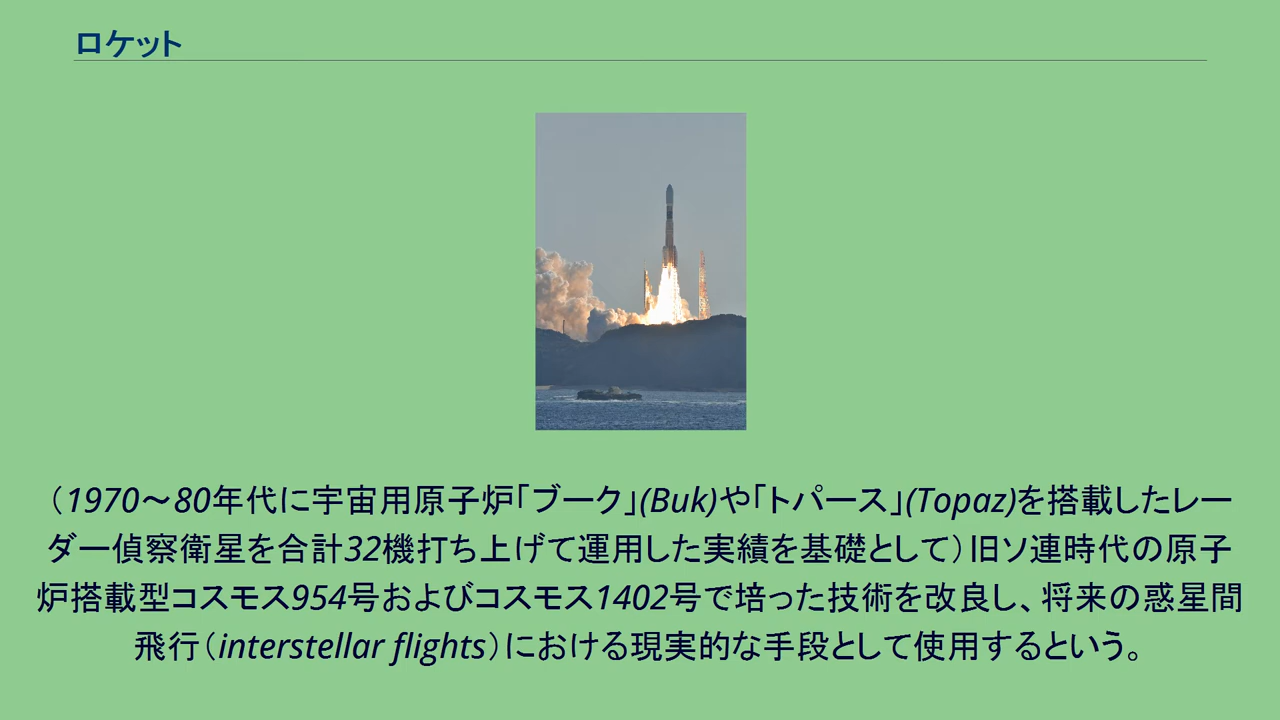 ロケット
（1970〜80年代に宇宙用原子炉｢ブーク｣(Buk)や｢トパース｣(Topaz)を搭載したレー
ダー偵察衛星を合計32機打ち上げて運用した実績を基礎として）旧ソ連時代の原子
炉搭載型コスモス954号およびコスモス1402号で培った技術を改良し、将来の惑星間
飛行（interstellar flights）における現実的な手段として使用するという。